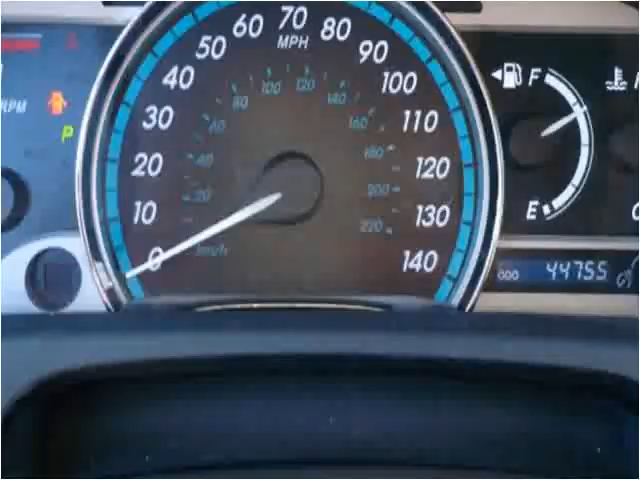 70
60 80
MPH
50 90
40 100
100 120
80 140
30 110
60 160
20 120
40 180
20 200
10 130
220
0 km/h 140
RPM
P
F
E
ODO 44755